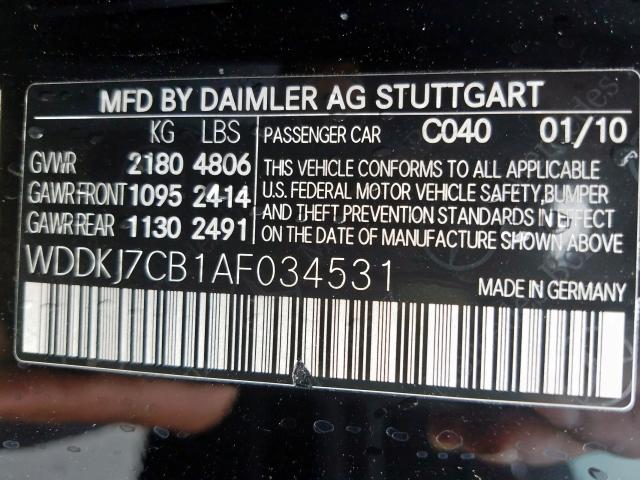 MFD BY DAIMLER AG STUTTGART
KG LBS
GVWR 2180 4806
GAWR FRONT 1095 2414
GAWR REAR 1130 2491
PASSENGER CAR C040 01/10
THIS VEHICLE CONFORMS TO ALL APPLICABLE
U.S. FEDERAL MOTOR VEHICLE SAFETY, BUMPER
AND THEFT PREVENTION STANDARDS IN EFFECT
ON THE DATE OF MANUFACTURE SHOWN ABOVE
WDDKJ7CB1AF034531
MADE IN GERMANY